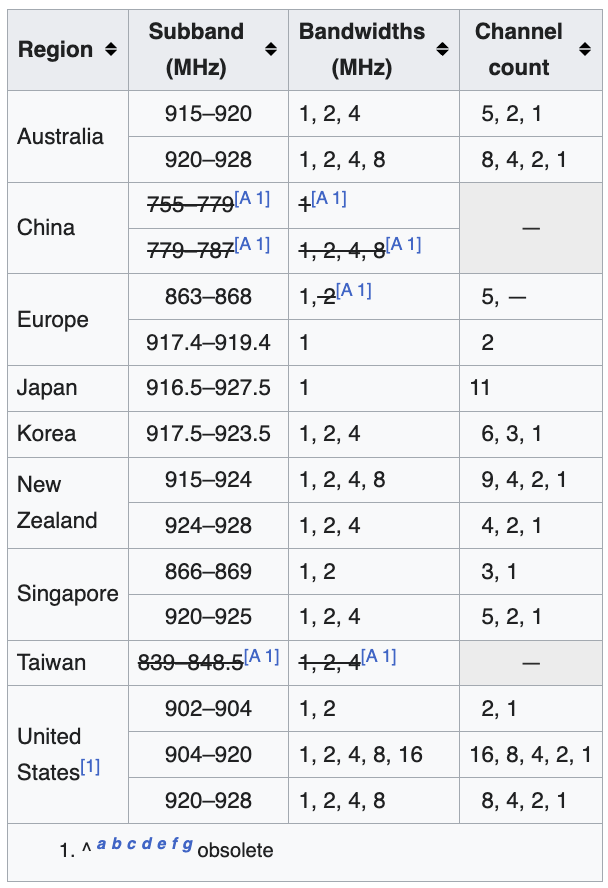 Region Subband (MHz) Bandwidths (MHz) Channel count
Australia 915–920 1, 2, 4 5, 2, 1
920–928 1, 2, 4, 8 8, 4, 2, 1
China 755–779[A 1] 1[A 1] —
779–787[A 1] 1, 2, 4, 8[A 1]
Europe 863–868 1, 2[A 1] 5, —
917.4–919.4 1 2
Japan 916.5–927.5 1 11
Korea 917.5–923.5 1, 2, 4 6, 3, 1
New Zealand 915–924 1, 2, 4, 8 9, 4, 2, 1
924–928 1, 2, 4 4, 2, 1
Singapore 866–869 1, 2 3, 1
920–925 1, 2, 4 5, 2, 1
Taiwan 839–848.5[A 1] 1, 2, 4[A 1] —
United States[1] 902–904 1, 2 2, 1
904–920 1, 2, 4, 8, 16 16, 8, 4, 2, 1
920–928 1, 2, 4, 8 8, 4, 2, 1
1. ^ a b c d e f g obsolete